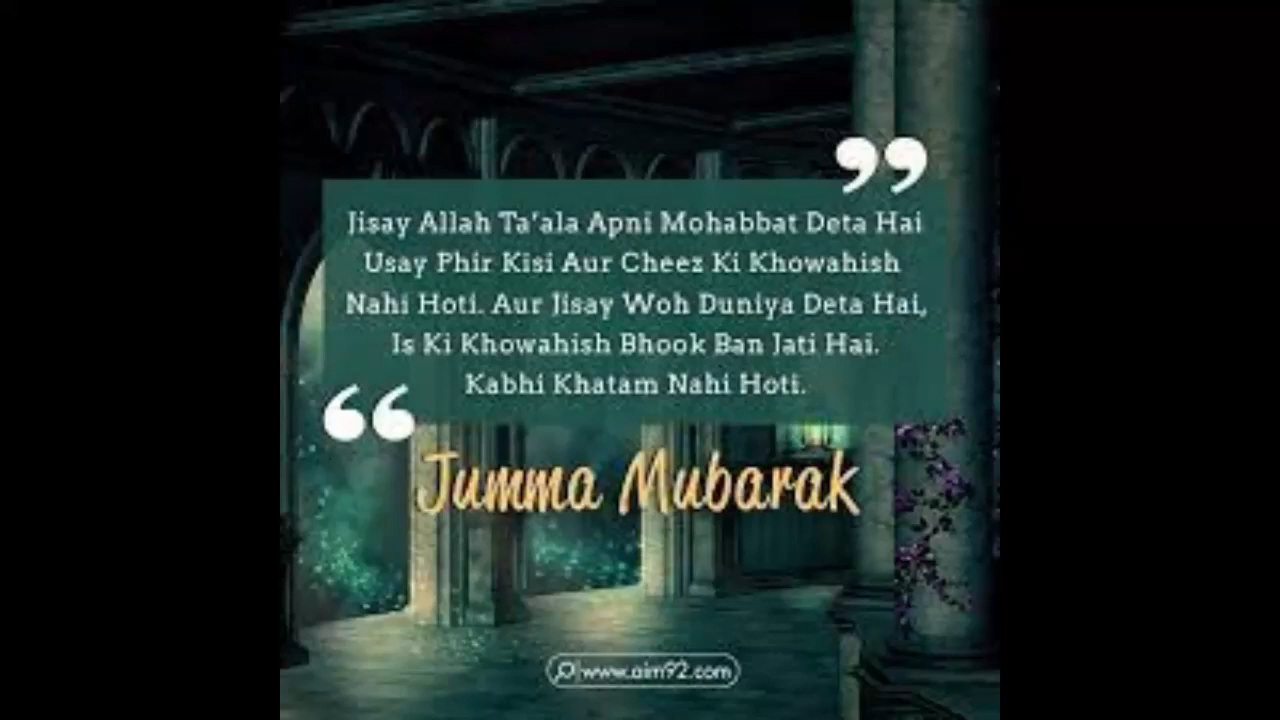 Jisay Allah Ta'ala Apni Mohabbat Deta Hai
Usay Phir Kisi Aur Cheez Ki Khowahish
Nahi Hoti. Aur Jisay Woh Duniya Deta Hai,
Is Ki Khowahish Bhook Ban Jati Hai.
Kabhi Khatam Nahi Hoti.
Jumma Mubarak
www.aim92.com